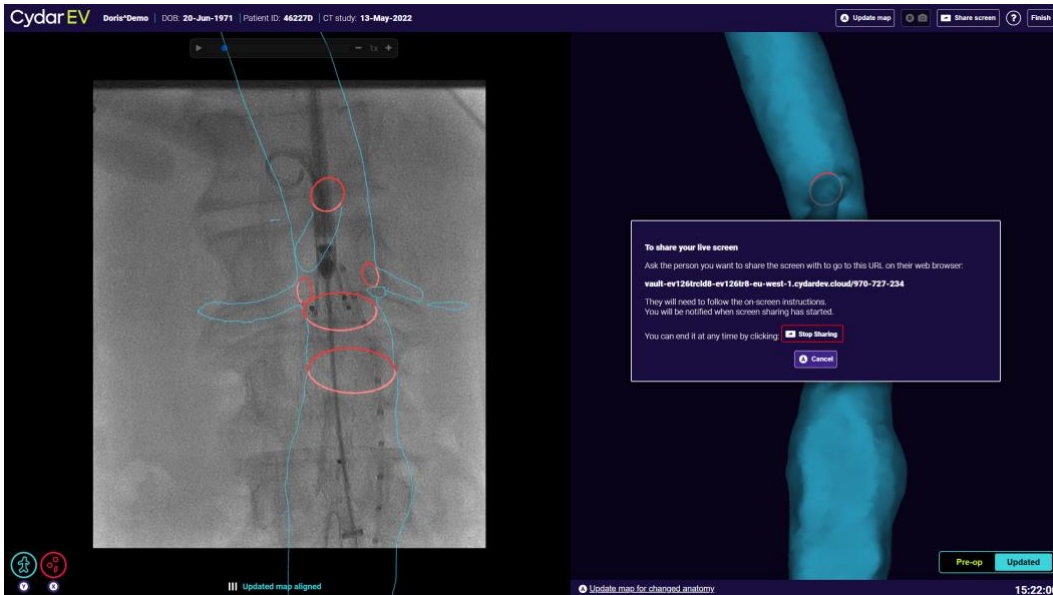 Cydar EV Doris^Demo | DOB: 20-Jun-1971 | Patient ID: 46227D | CT study: 13-May-2022
A Update map
Share screen
?
Finish
1x
To share your live screen
Ask the person you want to share the screen with to go to this URL on their web browser:
vault-ev126trcld8-ev126tr8-eu-west-1.cydardev.cloud/970-727-234
They will need to follow the on-screen instructions.
You will be notified when screen sharing has started.
You can end it at any time by clicking: Stop Sharing
A Cancel
Pre-op Updated
Y X
Updated map aligned
A Update map for changed anatomy